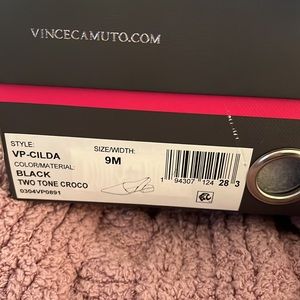 VINCECAMUTO.COM
STYLE:
VP-CILDA
SIZE/WIDTH:
9M
COLOR/MATERIAL:
BLACK
TWO TONE CROCO
0304VP0891
1 94307 124 28 3